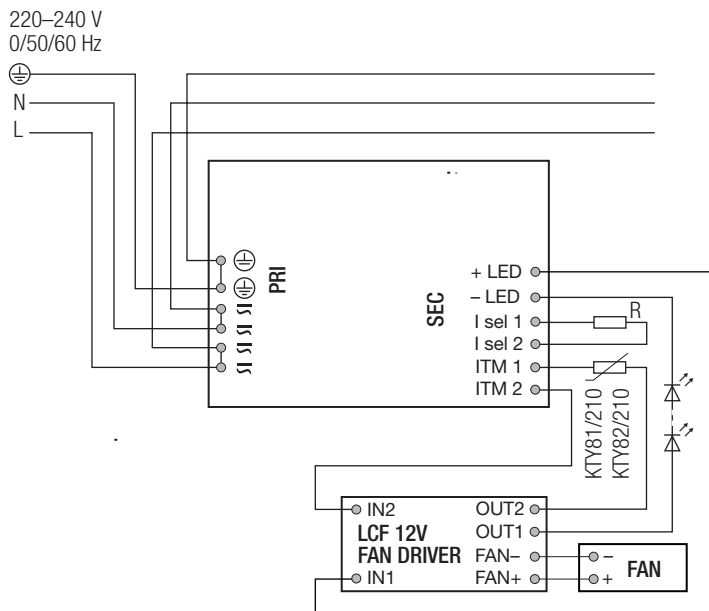 220–240 V
0/50/60 Hz
N
L
PRI
SEC
+ LED
– LED
I sel 1
I sel 2
ITM 1
ITM 2
R
KTY81/210
KTY82/210
IN2
OUT2
LCF 12V
OUT1
FAN DRIVER
FAN–
–
FAN
IN1
FAN+
+